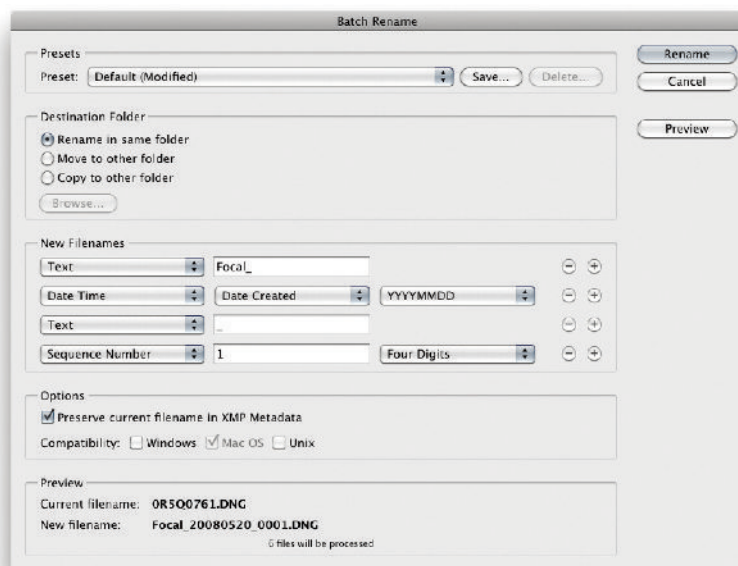 Batch Rename
Presets
Preset: Default (Modified) Save... Delete...
Rename
Cancel
Preview
Destination Folder
Rename in same folder
Move to other folder
Copy to other folder
Browse...
New Filenames
Text Focal_
Date Time Date Created YYYYMMDD
Text _
Sequence Number 1 Four Digits
Options
Preserve current filename in XMP Metadata
Compatibility: Windows Mac OS Unix
Preview
Current filename: 0R5Q0761.DNG
New filename: Focal_20080520_0001.DNG
6 files will be processed